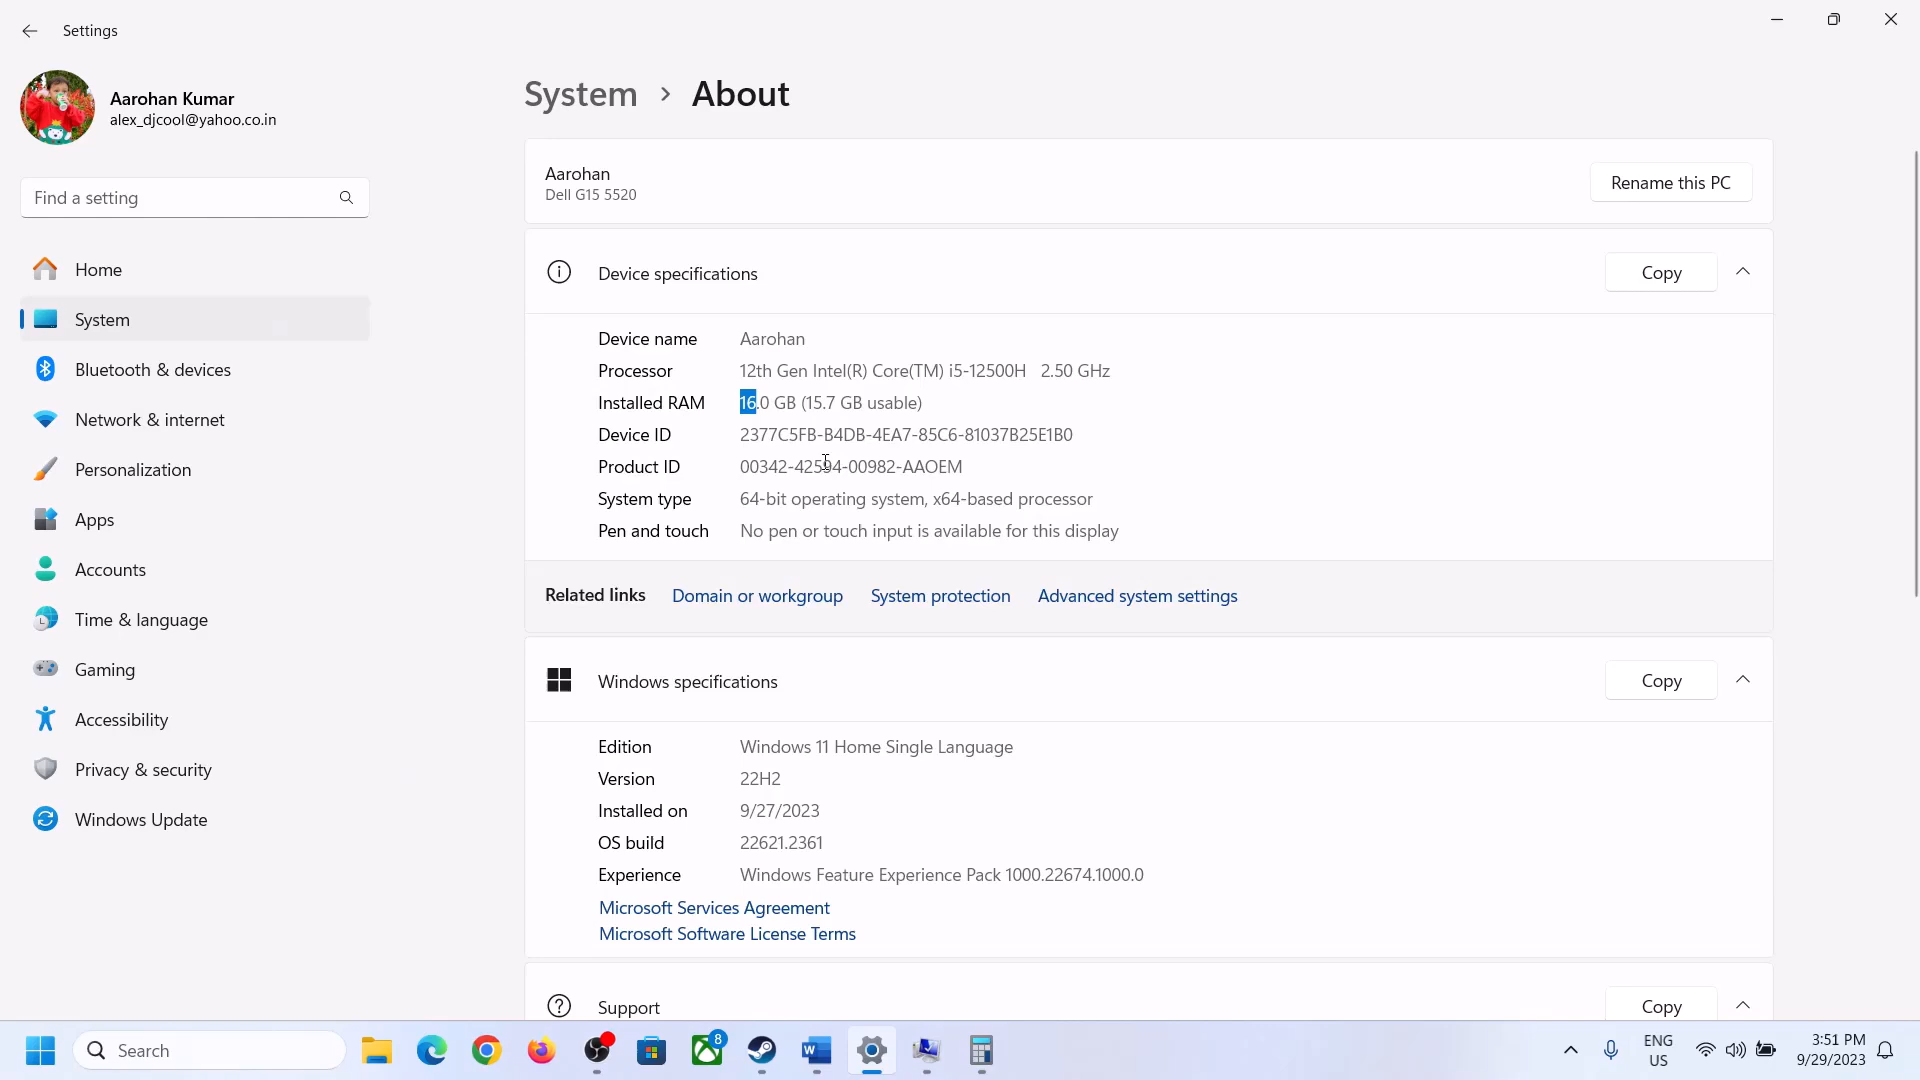 Settings
Aarohan Kumar
alex_djcool@yahoo.co.in
Find a setting
Home
System
Bluetooth & devices
Network & internet
Personalization
Apps
Accounts
Time & language
Gaming
Accessibility
Privacy & security
Windows Update
System > About
Aarohan
Dell G15 5520
Rename this PC
Device specifications
Copy
Device name Aarohan
Processor 12th Gen Intel(R) Core(TM) i5-12500H 2.50 GHz
Installed RAM 16.0 GB (15.7 GB usable)
Device ID 2377C5FB-B4DB-4EA7-85C6-81037B25E1B0
Product ID 00342-42594-00982-AAOEM
System type 64-bit operating system, x64-based processor
Pen and touch No pen or touch input is available for this display
Related links Domain or workgroup System protection Advanced system settings
Windows specifications
Copy
Edition Windows 11 Home Single Language
Version 22H2
Installed on 9/27/2023
OS build 22621.2361
Experience Windows Feature Experience Pack 1000.22674.1000.0
Microsoft Services Agreement
Microsoft Software License Terms
Support
Copy
Search
8
W
ENG
US
3:51 PM
9/29/2023